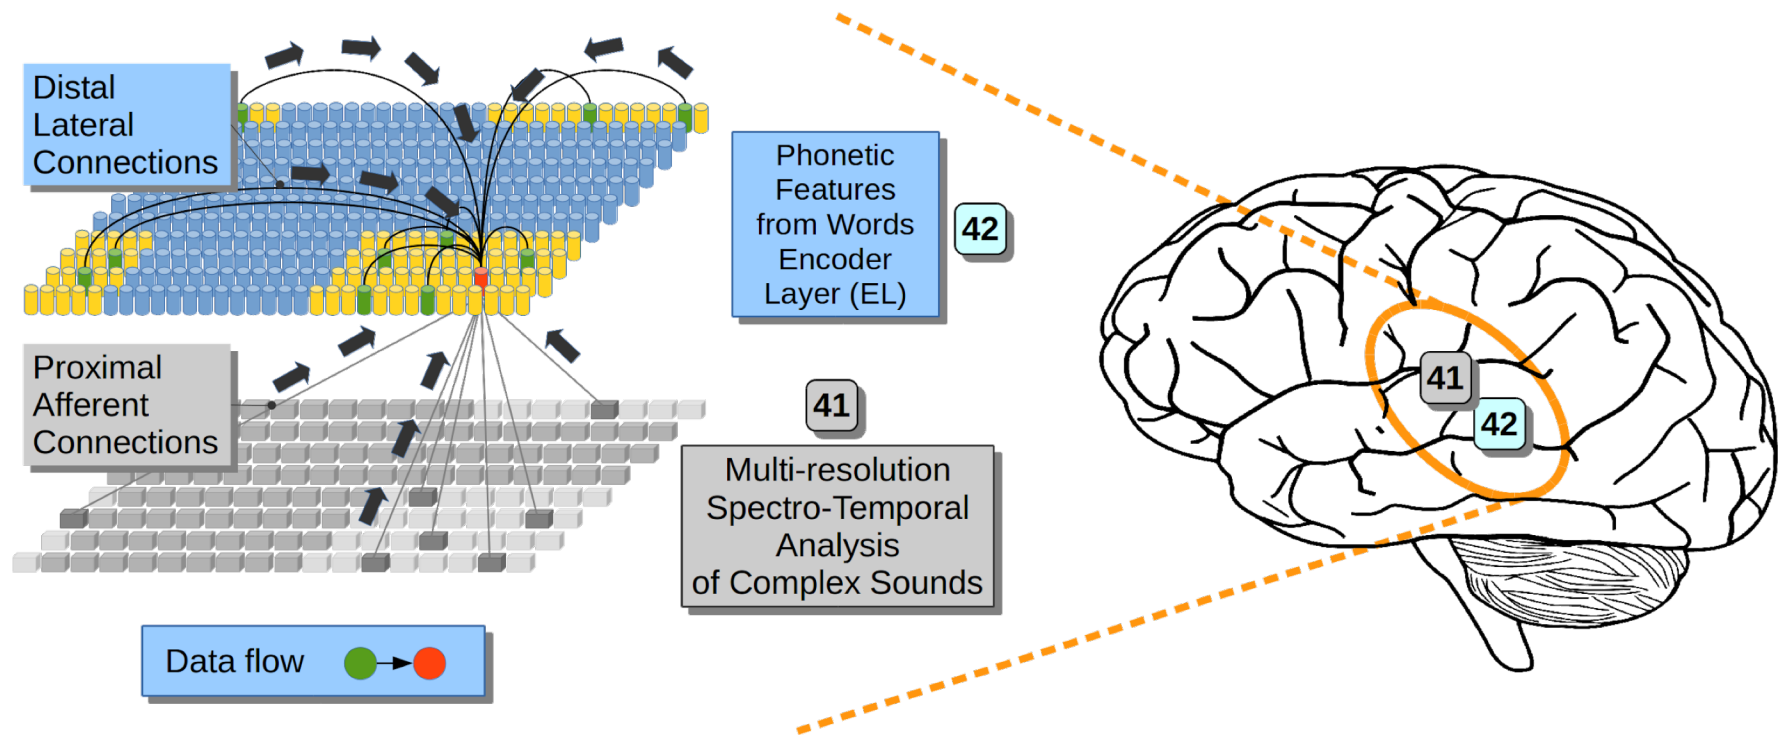 Distal
Lateral
Connections
Phonetic
Features
from Words
Encoder
Layer (EL)
42
Proximal
Afferent
Connections
41
Multi-resolution
Spectro-Temporal
Analysis
of Complex Sounds
Data flow
41
42